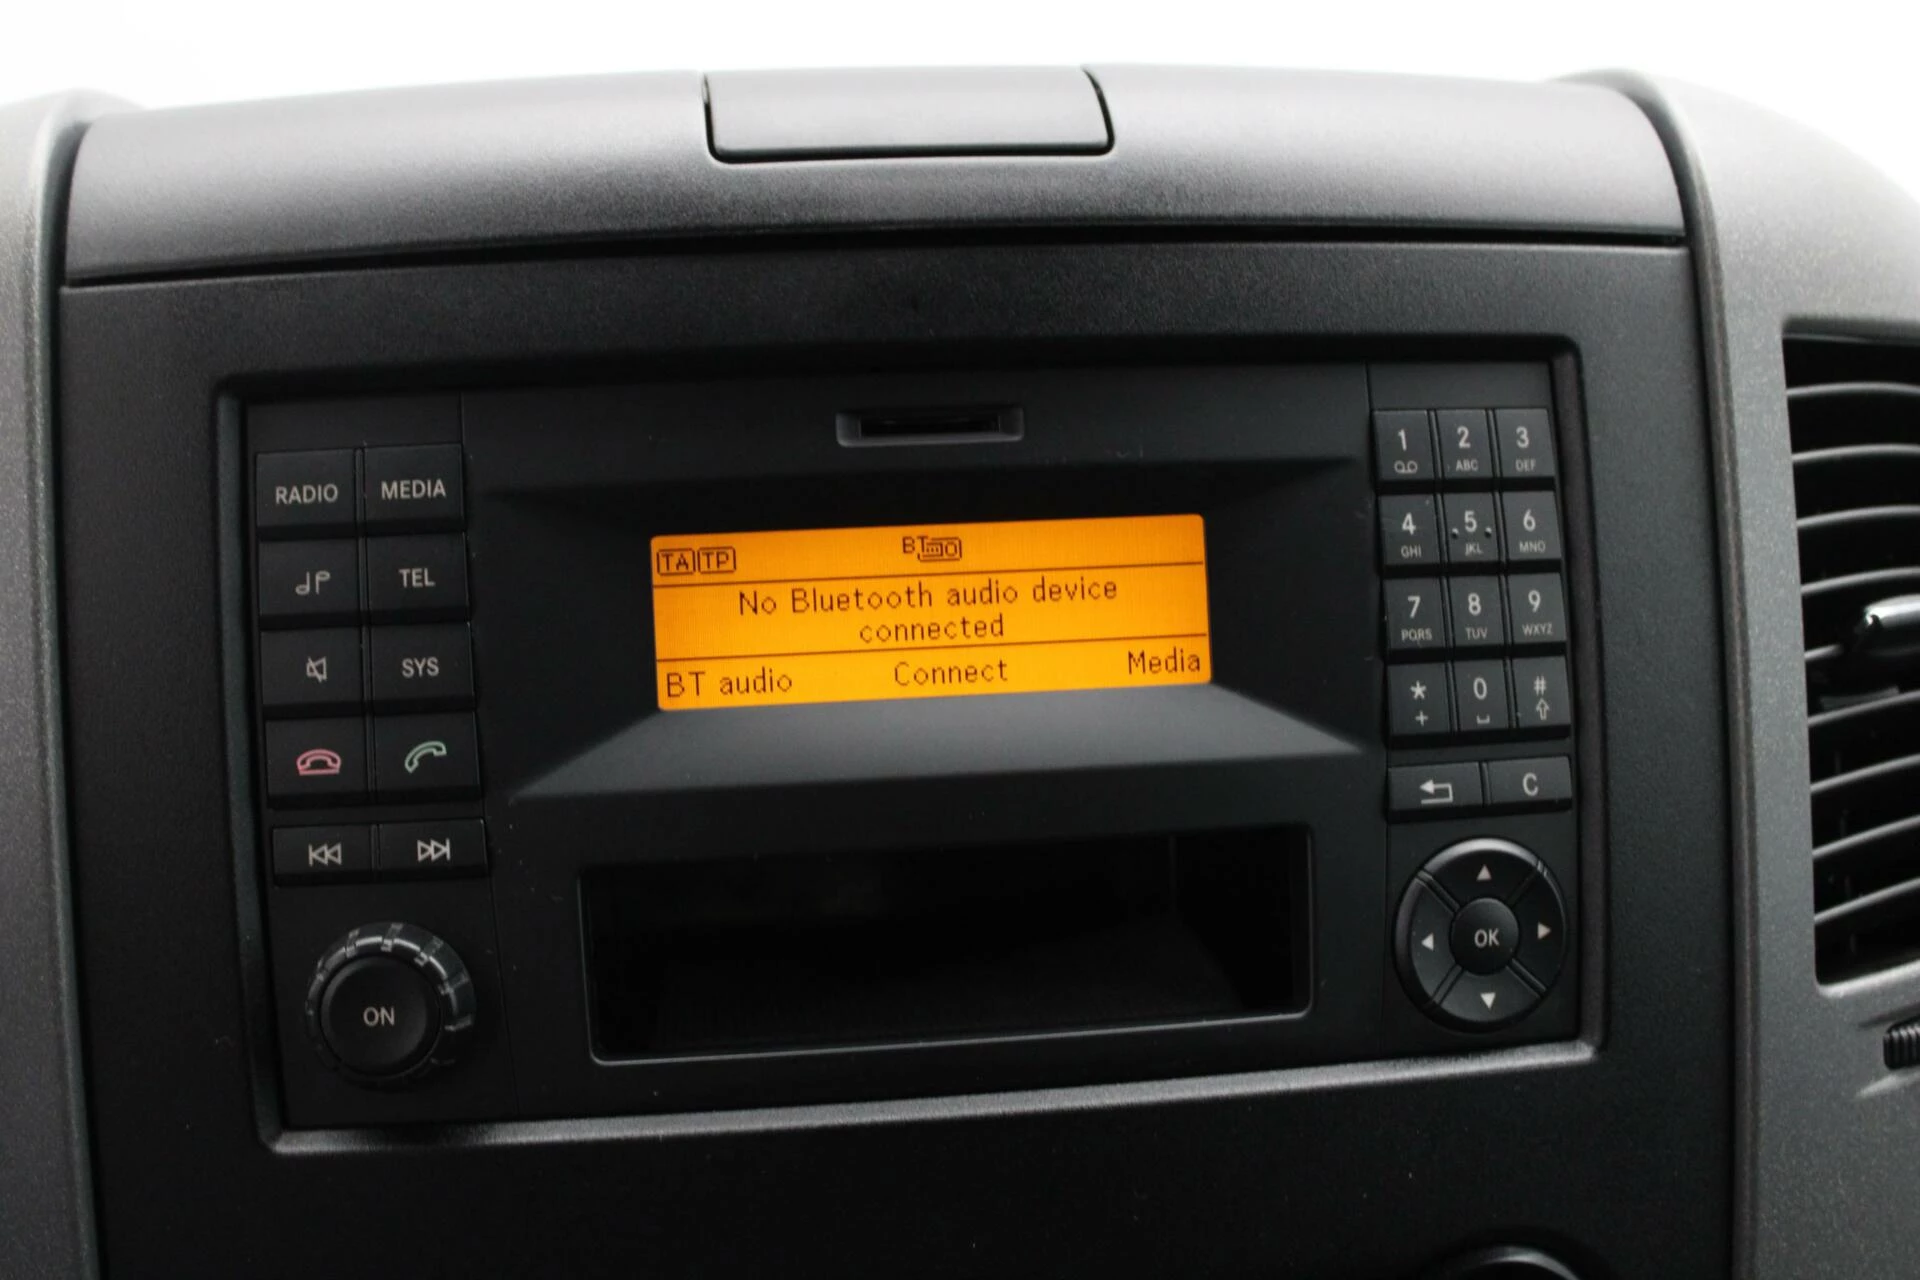 RADIO MEDIA
TEL
SYS
ON
TA TP BT
No Bluetooth audio device
connected
BT audio Connect Media
1 2 3
ABC DEF
4 5 6
GHI JKL MNO
7 8 9
PQRS TUV WXYZ
* 0 #
+
C
OK